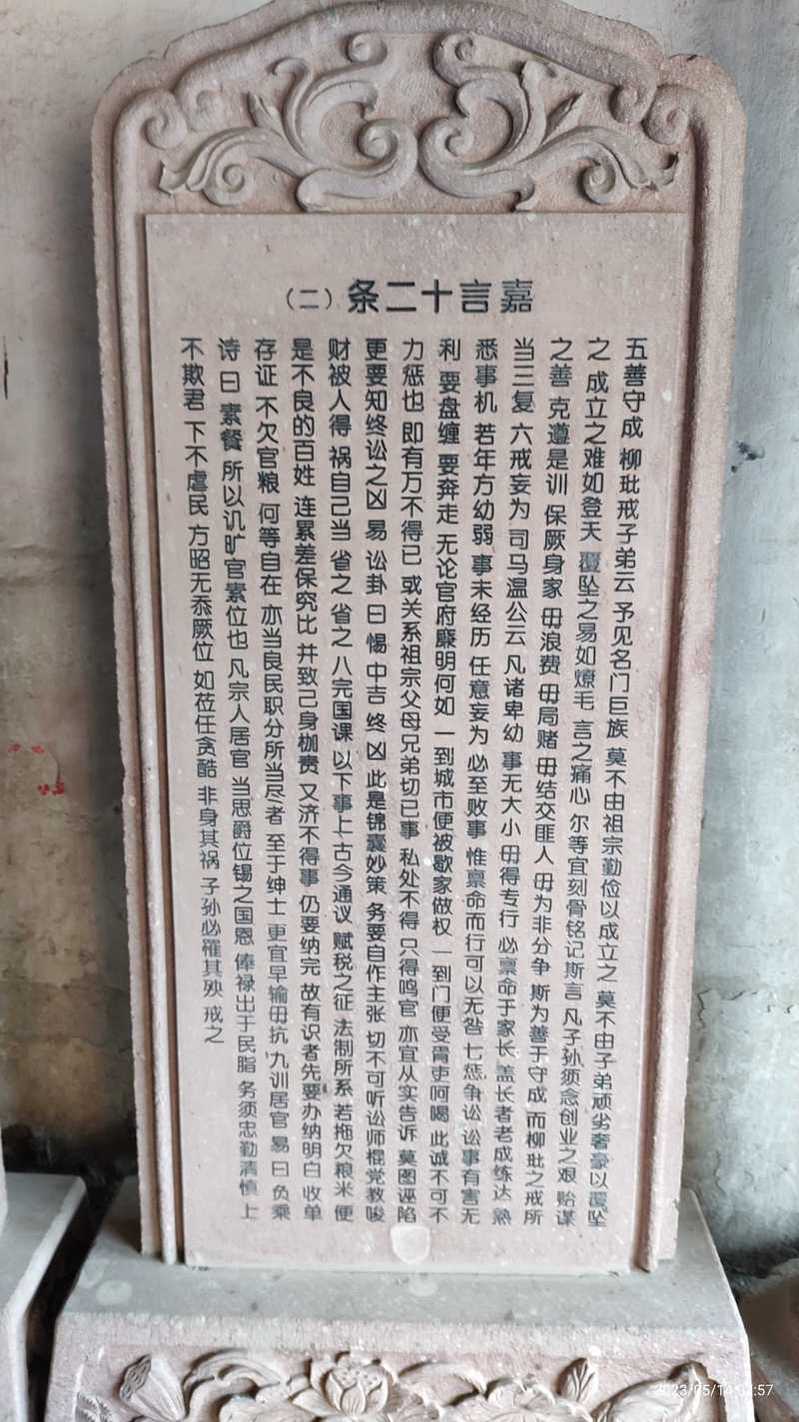 嘉言十二条（二）
五善守成 柳玭戒子弟云 予见名门巨族 莫不由祖宗勤俭以成立之 莫不由子弟顽劣奢豪以覆坠
之 成立之难如登天 覆坠之易如燎毛 言之痛心 尔等宜刻骨铭记斯言 凡子孙须念创业之艰 贻谋
之善 克遵是训 保厥身家 毋浪费 毋局赌 毋结交匪人 毋为非分争 斯为善于守成 而柳玭之戒所
当三复 六戒妄为 司马温公云 凡诸卑幼 事无大小 毋得专行 必禀命于家长 盖长者老成练达 熟
悉事机 若年方幼弱 事未经历 任意妄为 必至败事 惟禀命而行可以无咎 七惩争讼 讼事有害无
利 要盘缠 要奔走 无论官府廉明何如 一到城市便被歇家做权 一到门便受胥吏呵喝 此诚不可不
力惩也 即有万不得已 或关系祖宗父母兄弟切已事 私处不得 只得鸣官 亦宜从实告诉 莫图诬陷
更要知终讼之凶 易 讼卦 曰 惕 中吉 终 凶 此是锦囊妙策 务要自作主张 切不可听讼师棍党教唆
财被人得 祸自己当 省之 省之 八完国课 以下事上 古今通议 赋税之征 法制所系 若拖欠粮米 便
是不良的百姓 连累差保究比 并致己身枷责 又济不得事 仍要纳完 故有识者先要办纳明白 收单
存证 不欠官粮 何等自在 亦当良民职分所当尽者 至于绅士 更宜早输毋抗 九训居官 易 曰 负乘
诗 曰 素餐 所以讥旷官素位也 凡宗人居官 当思爵位锡之国恩 俸禄出于民脂 务须忠勤清慎 上
不欺君 下不虐民 方昭无忝厥位 如莅任贪酷 非身其祸 子孙必罹其殃 戒之
2023/05/1